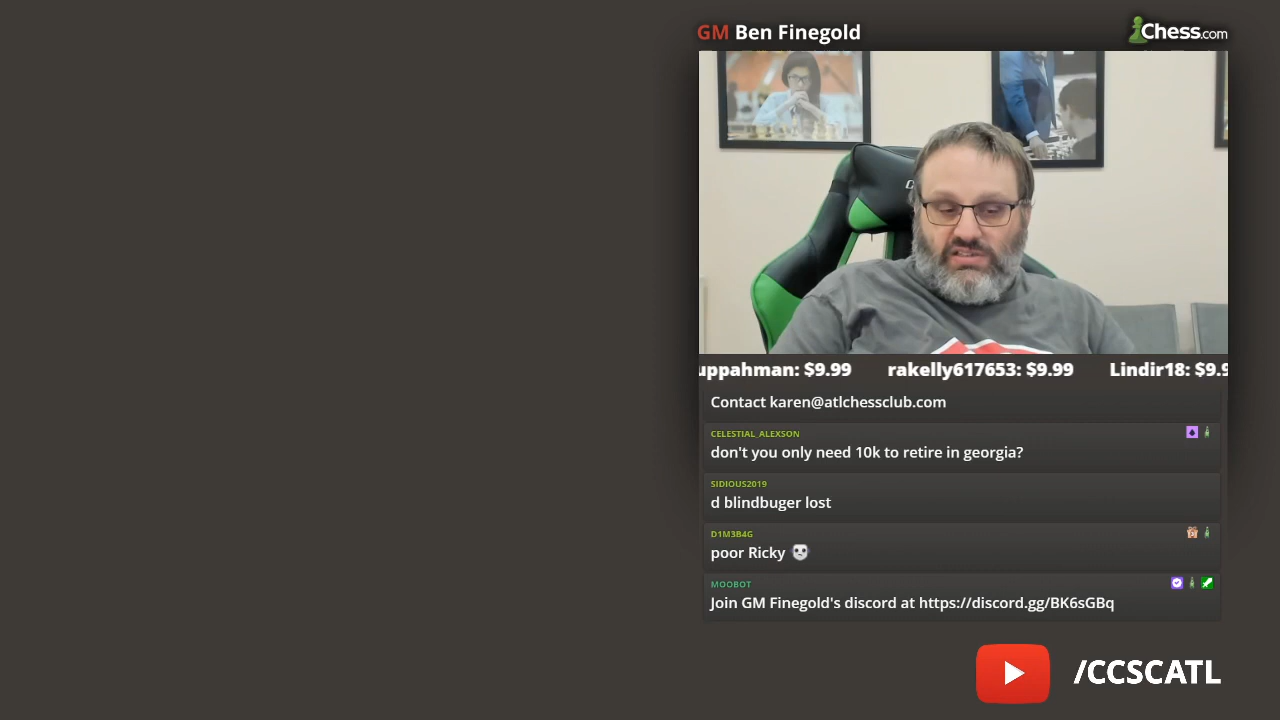 GM Ben Finegold
Chess.com
uppahman: $9.99 rakelly617653: $9.99 Lindir18: $9.9
Contact karen@atlchessclub.com
CELESTIAL_ALEXSON
don't you only need 10k to retire in georgia?
SIDIOUS2019
d blindbuger lost
D1M3B4G
poor Ricky
MOOBOT
Join GM Finegold's discord at https://discord.gg/BK6sGBq
/CCSCATL